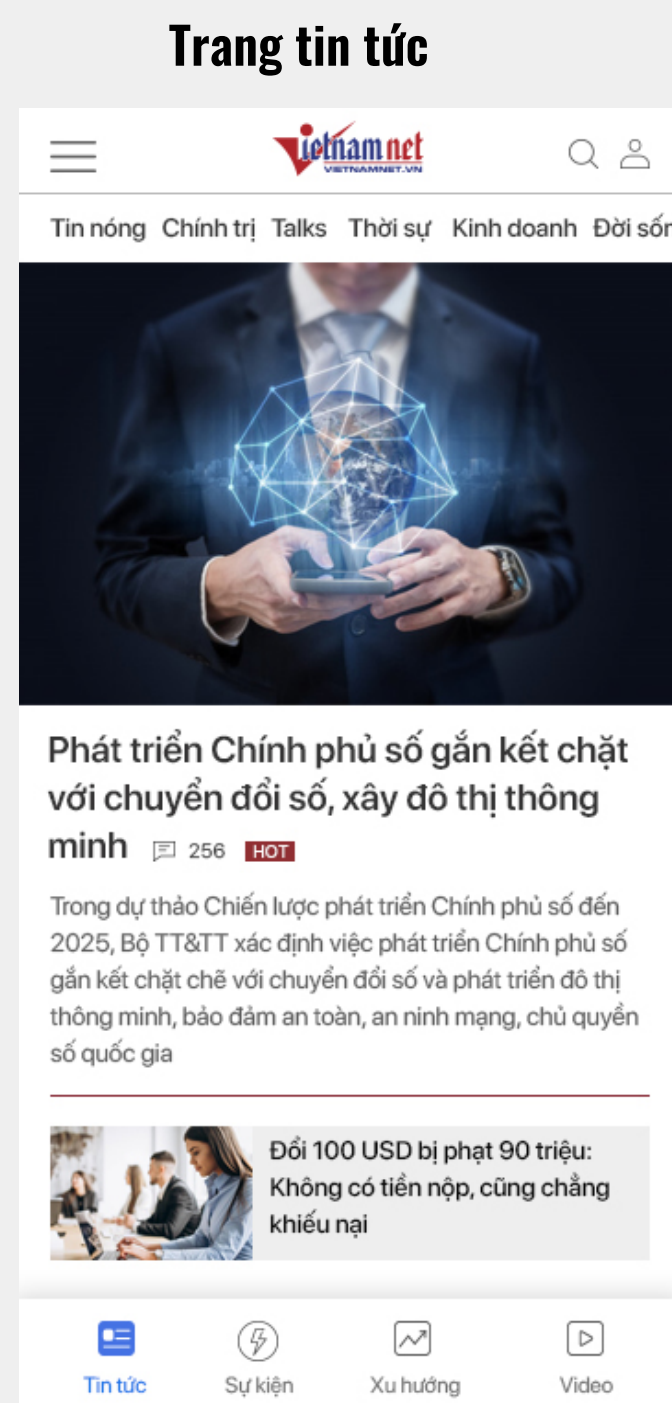 Trang tin tức
Vietnamnet
VIETNAMNET.VN
Tin nóng Chính trị Talks Thời sự Kinh doanh Đời sốn
Phát triển Chính phủ số gắn kết chặt
với chuyển đổi số, xây đô thị thông
minh 256 HOT
Trong dự thảo Chiến lược phát triển Chính phủ số đến
2025, Bộ TT&TT xác định việc phát triển Chính phủ số
gắn kết chặt chẽ với chuyển đổi số và phát triển đô thị
thông minh, bảo đảm an toàn, an ninh mạng, chủ quyền
số quốc gia
Đổi 100 USD bị phạt 90 triệu:
Không có tiền nộp, cũng chẳng
khiếu nại
Tin tức Sự kiện Xu hướng Video